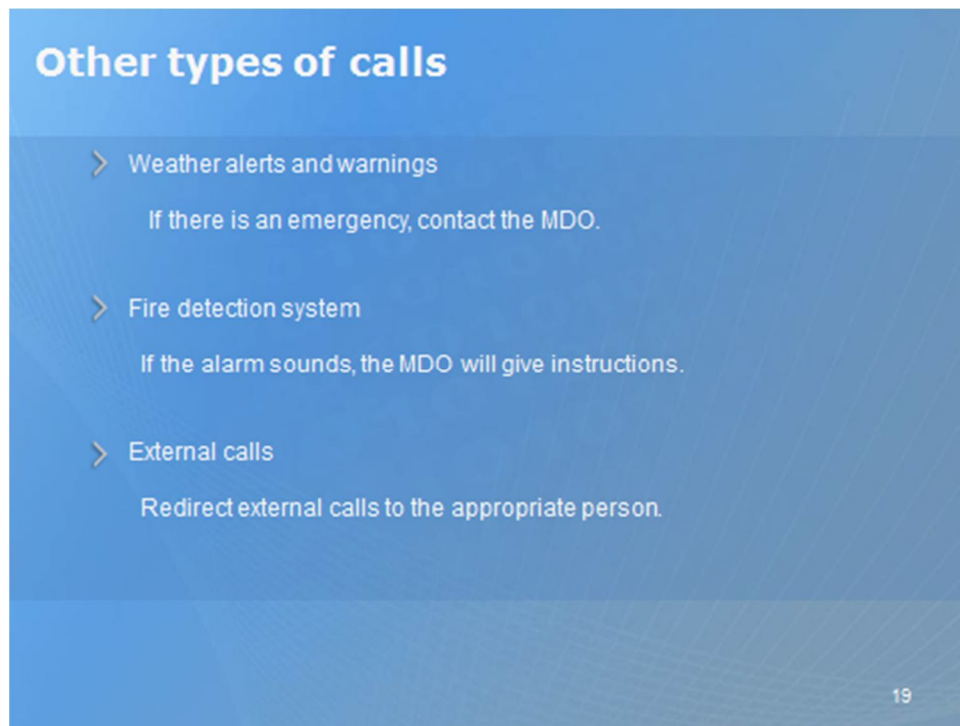 Other types of calls
Weather alerts and warnings
If there is an emergency, contact the MDO.
Fire detection system
If the alarm sounds, the MDO will give instructions.
External calls
Redirect external calls to the appropriate person.
19